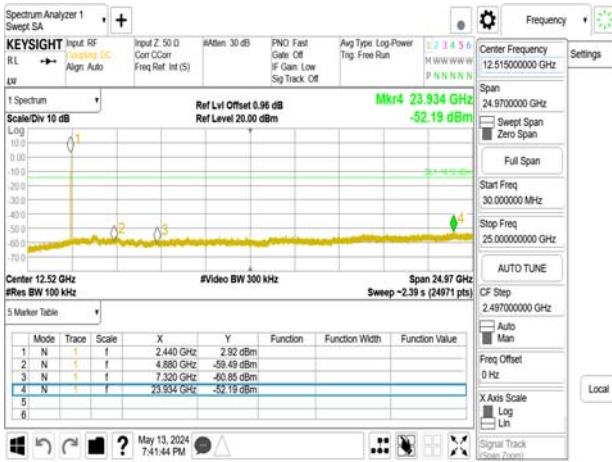 Spectrum Analyzer 1
Swept SA
+
Frequency
KEYSIGHT
Input: RF
Coupling: DC
Align: Auto
Input Z: 50 Ω
Corr CCorr
Freq Ref: Int (S)
#Atten: 30 dB
PNO: Fast
Gate: Off
IF Gain: Low
Sig Track: Off
Avg Type: Log-Power
Trig: Free Run
1 2 3 4 5 6
M W W W W W
P N N N N N
RL
Center Frequency
12.515000000 GHz
Settings
Span
24.9700000 GHz
Swept Span
Zero Span
Full Span
Start Freq
30.000000 MHz
Stop Freq
25.000000000 GHz
AUTO TUNE
CF Step
2.497000000 GHz
Auto
Man
Freq Offset
0 Hz
X Axis Scale
Log
Lin
Local
Signal Track
(Span Zoom)
1 Spectrum
Scale/Div 10 dB
Ref Lvl Offset 0.96 dB
Ref Level 20.00 dBm
Mkr4 23.934 GHz
-52.19 dBm
Log
10.0
0.00
-10.0
-20.0
-30.0
-40.0
-50.0
-60.0
-70.0
1
2
3
4
Center 12.52 GHz
#Res BW 100 kHz
#Video BW 300 kHz
Span 24.97 GHz
Sweep ~2.39 s (24971 pts)
5 Marker Table
Mode Trace Scale X Y Function Function Width Function Value
1 N 1 f 2.440 GHz 2.92 dBm
2 N 1 f 4.880 GHz -59.49 dBm
3 N 1 f 7.320 GHz -60.85 dBm
4 N 1 f 23.934 GHz -52.19 dBm
5
6
?
May 13, 2024
7:41:44 PM